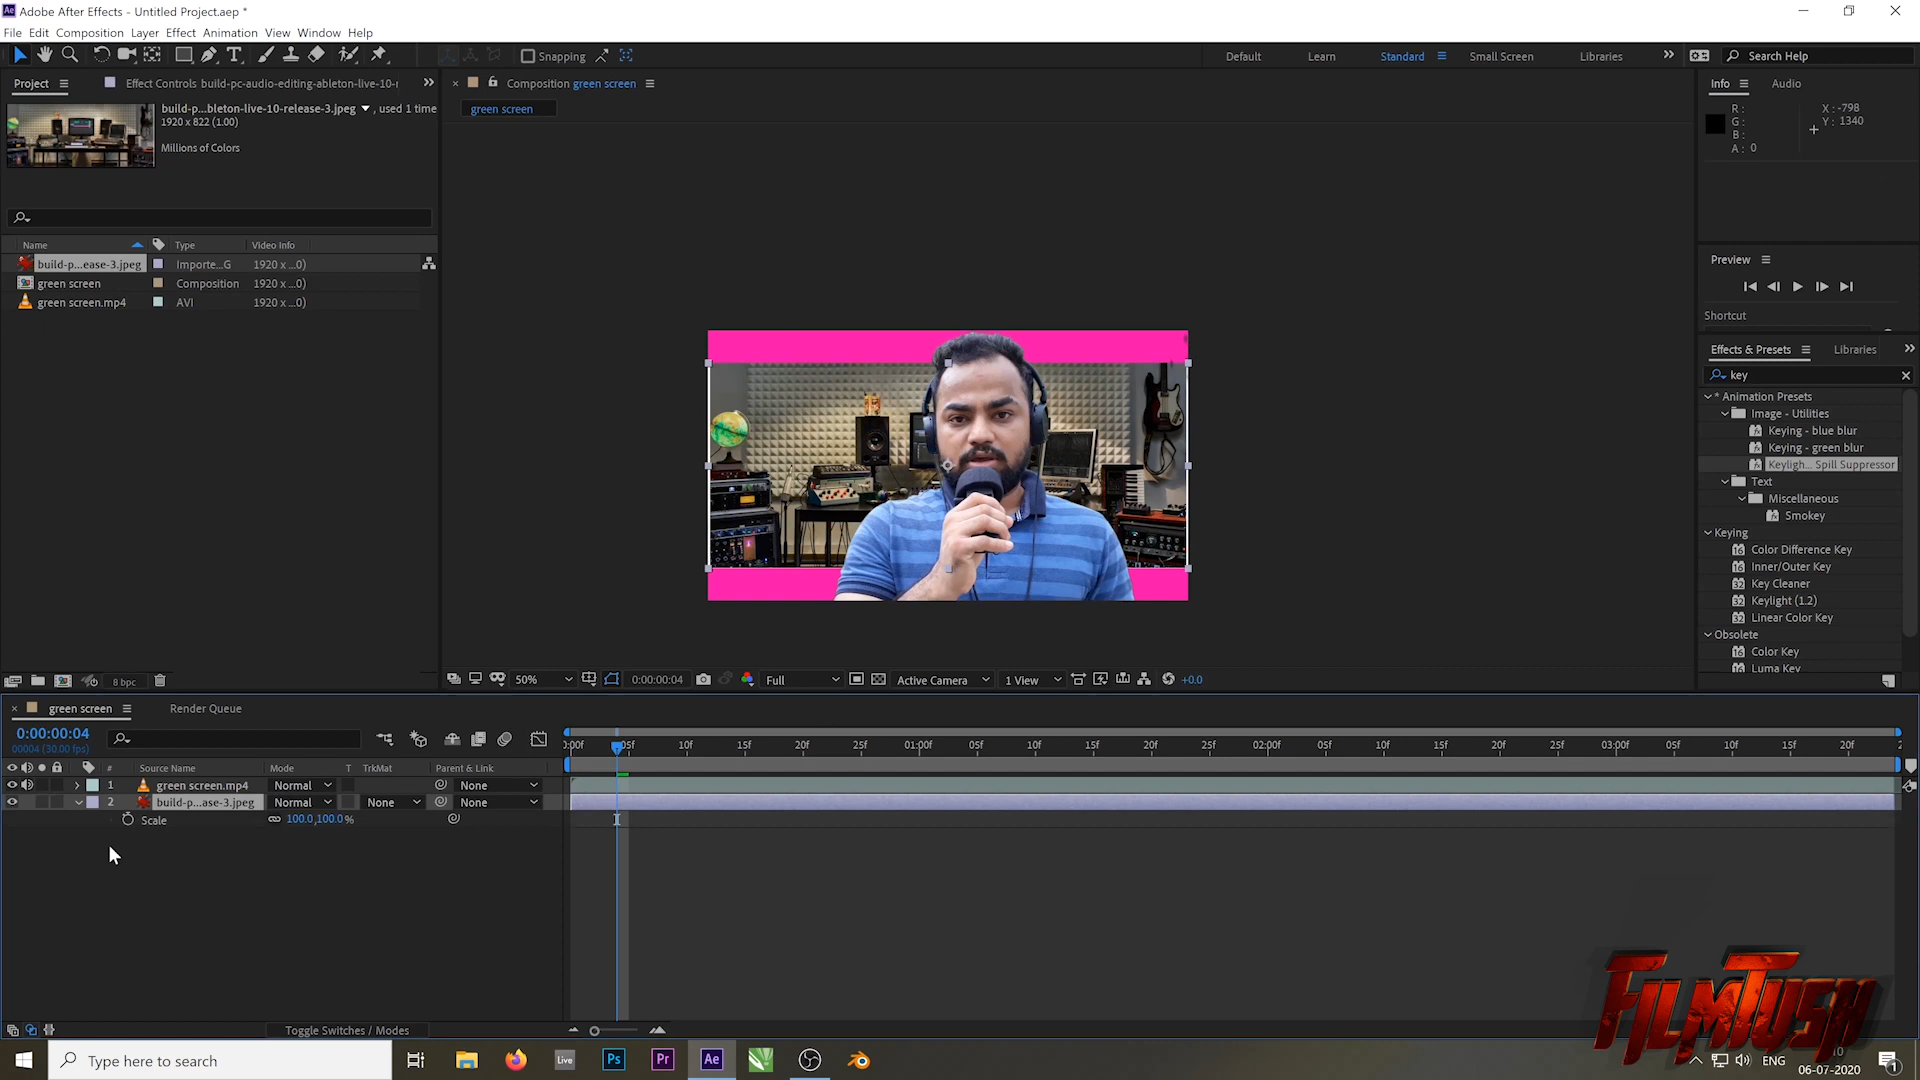 Adobe After Effects - Untitled Project.aep *
File Edit Composition Layer Effect Animation View Window Help
Snapping
Default Learn Standard Small Screen Libraries
Search Help
Project
Effect Controls build-pc-audio-editing-ableton-live-10-r
build-p...bleton-live-10-release-3.jpeg , used 1 time
1920 x 822 (1.00)
Millions of Colors
Name Type Video Info
build-p...ease-3.jpeg Importe...G 1920 x ...0)
green screen Composition 1920 x ...0)
green screen.mp4 AVI 1920 x ...0)
8 bpc
Composition green screen
green screen
50% 0:00:00:04 Full Active Camera 1 View +0.0
Info Audio
R :
G :
B :
A : 0
X : -798
Y : 1340
Preview
Shortcut
Effects & Presets Libraries
key
* Animation Presets
Image - Utilities
Keying - blue blur
Keying - green blur
Keyligh... Spill Suppressor
Text
Miscellaneous
Smokey
Keying
Color Difference Key
Inner/Outer Key
Key Cleaner
Keylight (1.2)
Linear Color Key
Obsolete
Color Key
Luma Key
green screen Render Queue
0:00:00:04
00004 (30.00 fps)
# Source Name Mode T TrkMat Parent & Link
1 green screen.mp4 Normal None
2 build-p...ase-3.jpeg Normal None None
Scale 100.0,100.0%
0:00f 05f 10f 15f 20f 25f 01:00f 05f 10f 15f 20f 25f 02:00f 05f 10f 15f 20f 25f 03:00f 05f 10f 15f 20f 2
Toggle Switches / Modes
FILMTUSH
Type here to search
Live Ps Pr Ae
ENG
06-07-2020
1